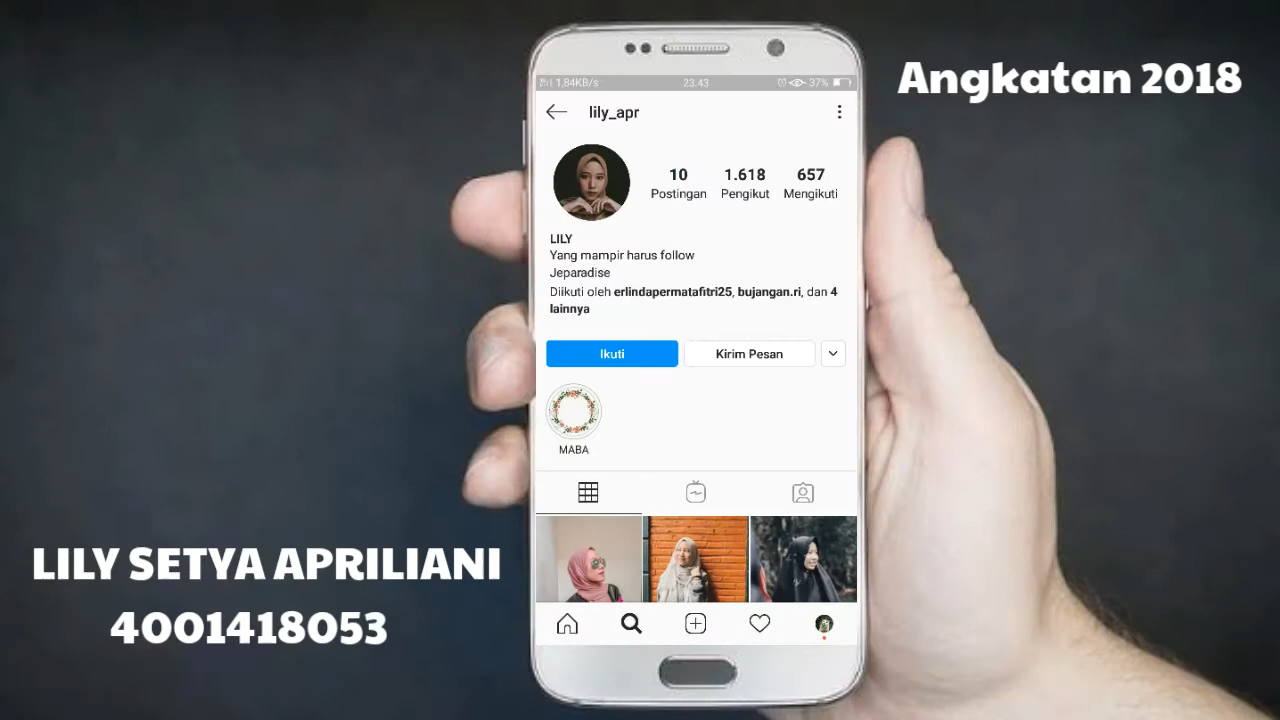 Angkatan 2018
1,84KB/s 23.43 37%
lily_apr
10 1.618 657
Postingan Pengikut Mengikuti
LILY
Yang mampir harus follow
Jeparadise
Diikuti oleh erlindapermatafitri25, bujangan.ri, dan 4
lainnya
Ikuti Kirim Pesan
MABA
LILY SETYA APRILIANI
4001418053